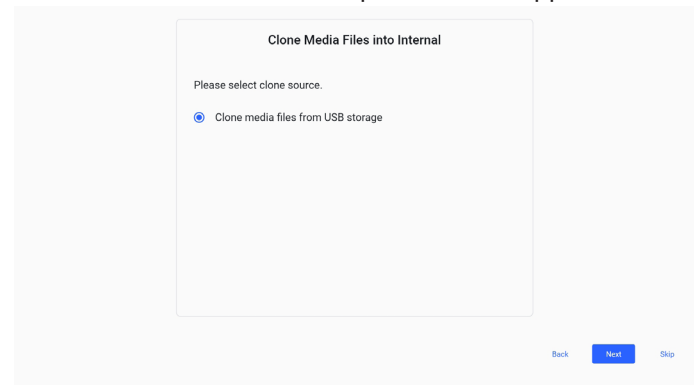 Clone Media Files into Internal
Please select clone source.
Clone media files from USB storage
Back
Next
Skip